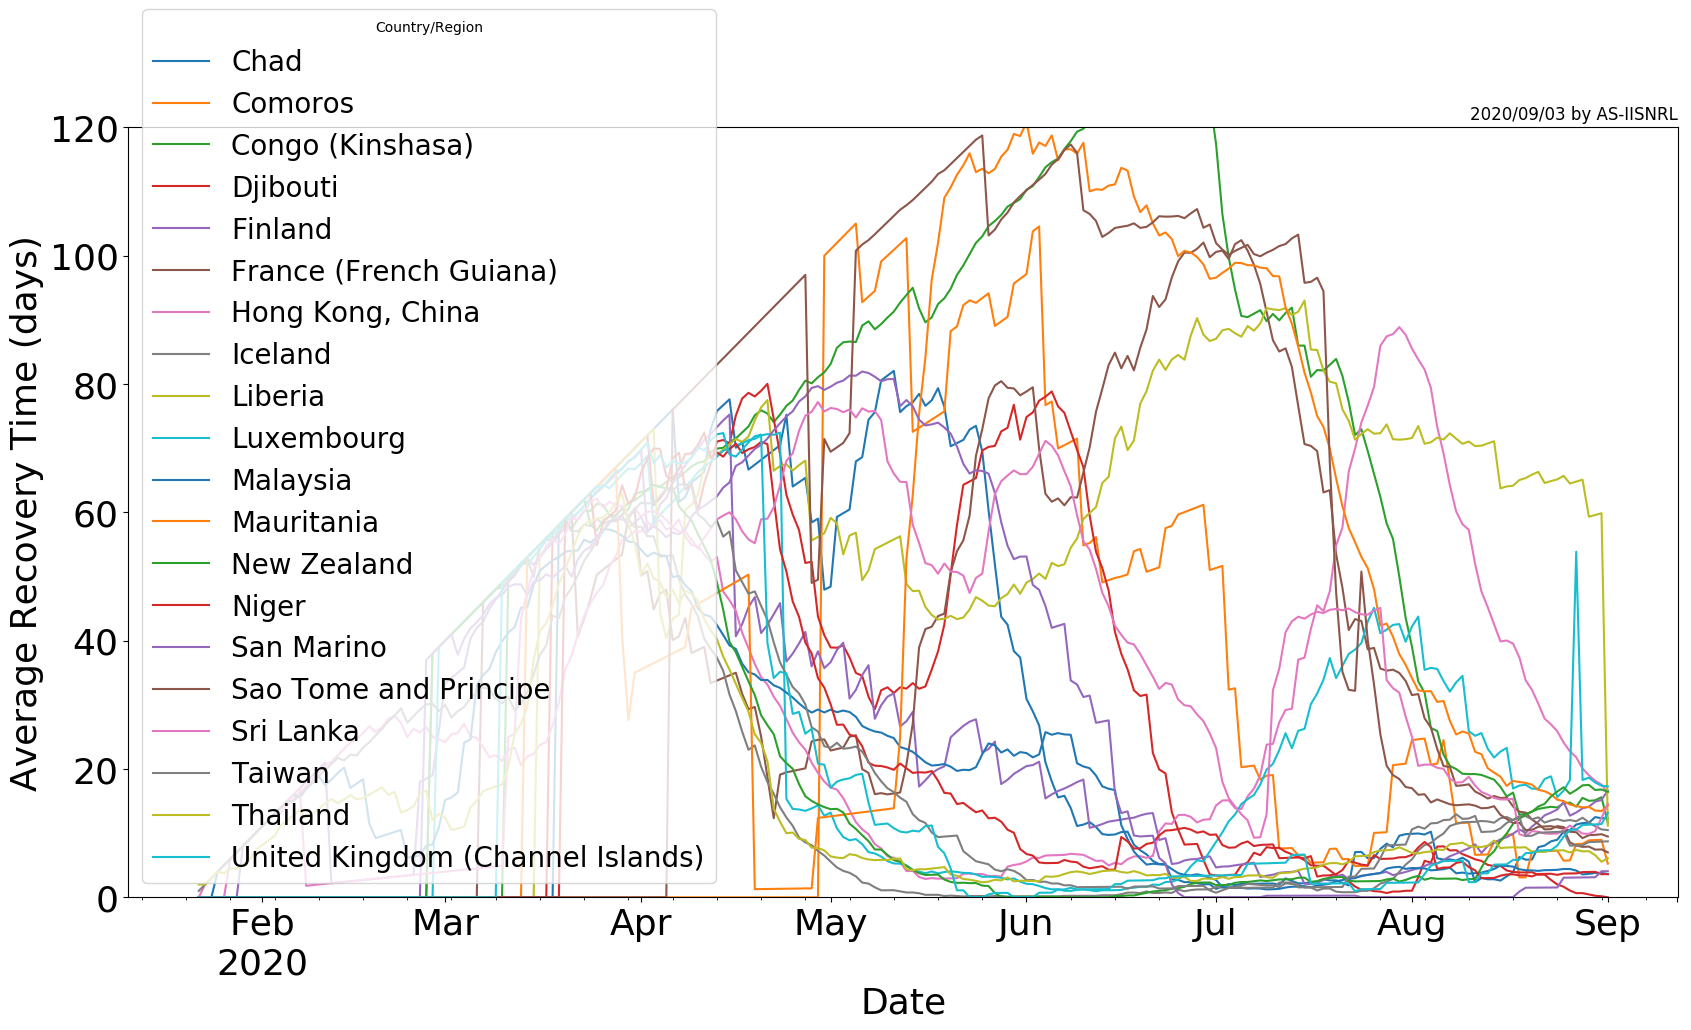 Country/Region
Chad
Comoros
Congo (Kinshasa)
Djibouti
Finland
France (French Guiana)
Hong Kong, China
Iceland
Liberia
Luxembourg
Malaysia
Mauritania
New Zealand
Niger
San Marino
Sao Tome and Principe
Sri Lanka
Taiwan
Thailand
United Kingdom (Channel Islands)
2020/09/03 by AS-IISNRL
Average Recovery Time (days)
120
100
80
60
40
20
0
Feb Mar Apr May Jun Jul Aug Sep
2020
Date